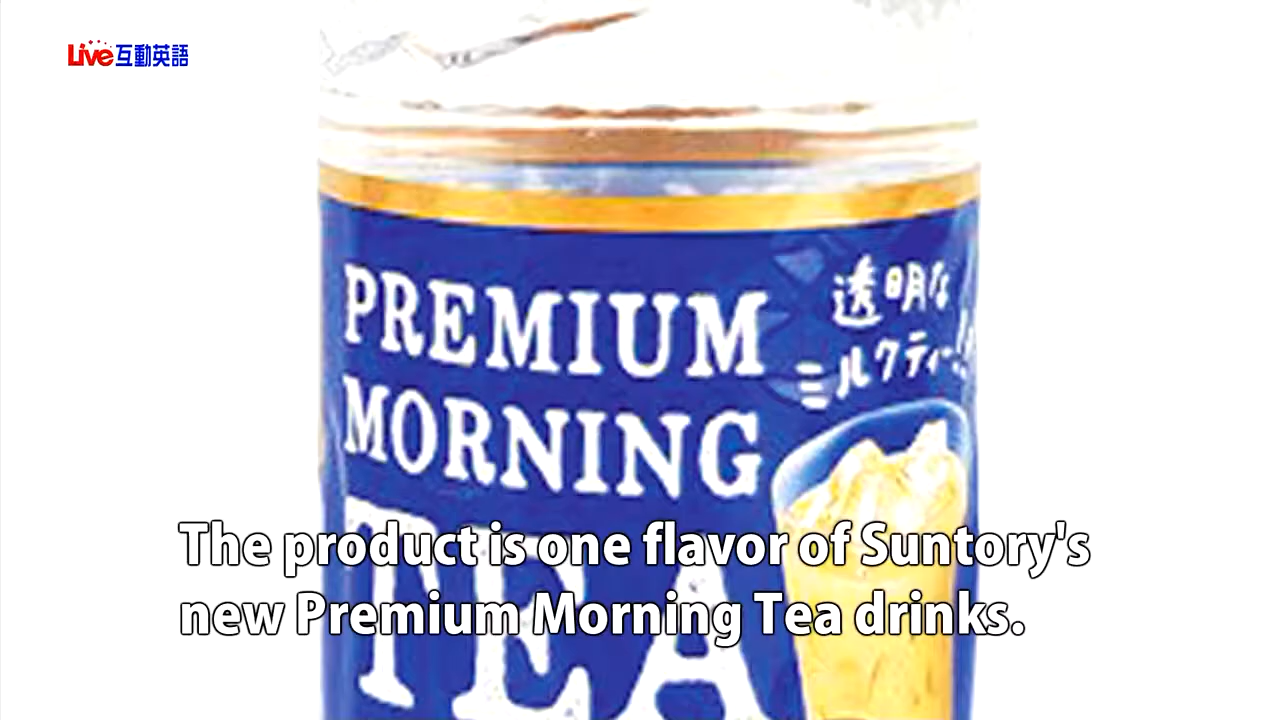 Live互動英語
PREMIUM
MORNING
TEA
透明な
ミルクティー!!
The product is one flavor of Suntory's
new Premium Morning Tea drinks.